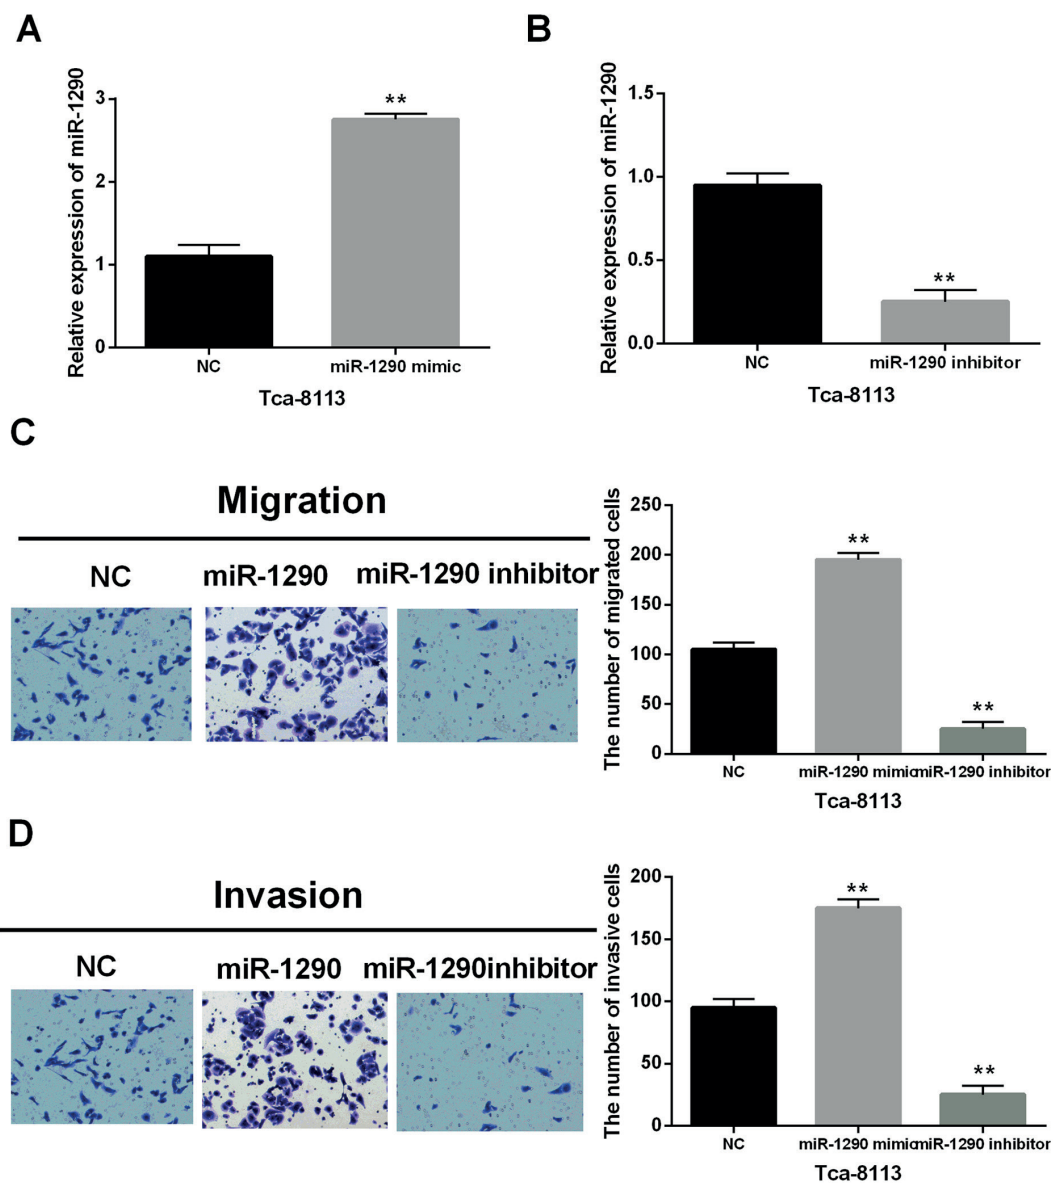 A
Relative expression of miR-1290
3
2
1
0
**
NC
miR-1290 mimic
Tca-8113
B
Relative expression of miR-1290
1.5
1.0
0.5
0.0
**
NC
miR-1290 inhibitor
Tca-8113
C
Migration
NC
miR-1290
miR-1290 inhibitor
The number of migrated cells
250
200
150
100
50
0
**
**
NC
miR-1290 mimic
miR-1290 inhibitor
Tca-8113
D
Invasion
NC
miR-1290
miR-1290inhibitor
The number of invasive cells
200
150
100
50
0
**
**
NC
miR-1290 mimic
miR-1290 inhibitor
Tca-8113